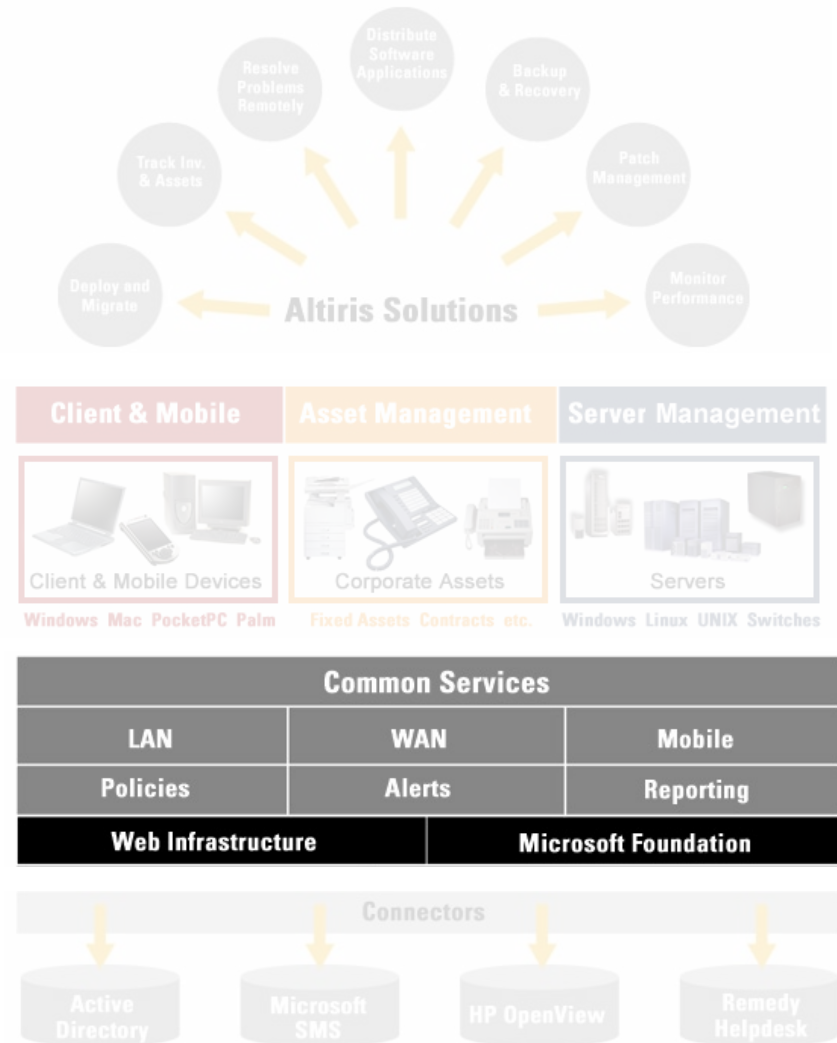 Distribute
Software
Applications
Resolve
Problems
Remotely
Backup
& Recovery
Track Inv.
& Assets
Patch
Management
Deploy and
Migrate
Monitor
Performance
Altiris Solutions
Client & Mobile
Asset Management
Server Management
Client & Mobile Devices
Corporate Assets
Servers
Windows Mac PocketPC Palm
Fixed Assets Contracts etc.
Windows Linux UNIX Switches
Common Services
LAN
WAN
Mobile
Policies
Alerts
Reporting
Web Infrastructure
Microsoft Foundation
Connectors
Active
Directory
Microsoft
SMS
HP OpenView
Remedy
Helpdesk